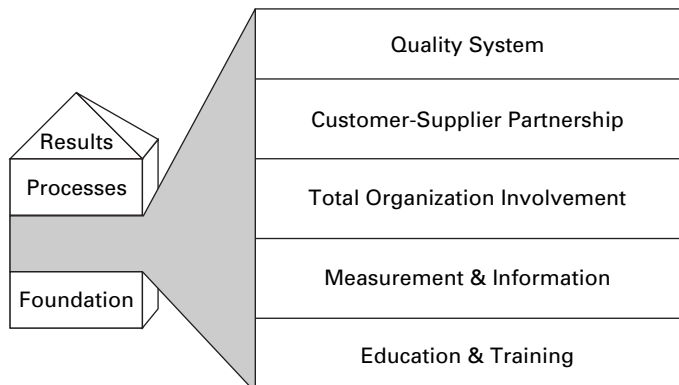 Results
Processes
Foundation
Quality System
Customer-Supplier Partnership
Total Organization Involvement
Measurement & Information
Education & Training